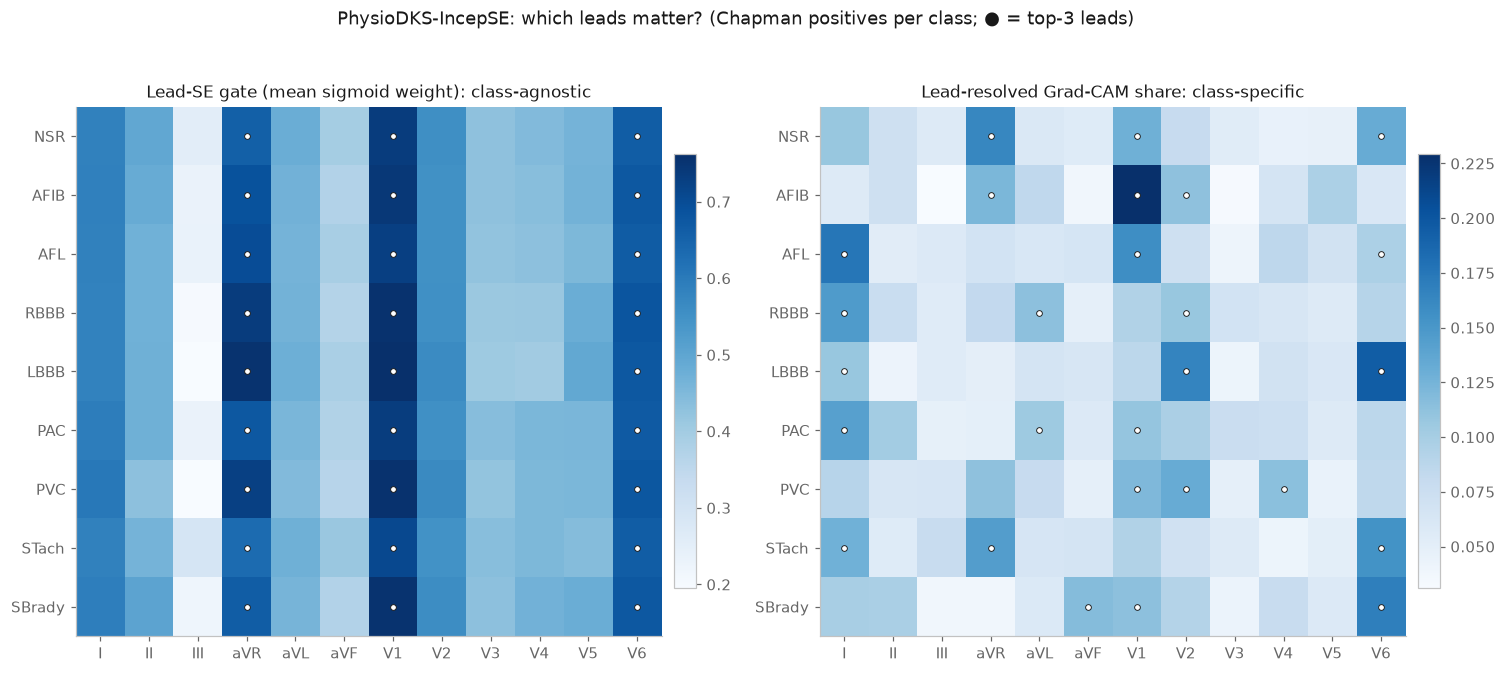 PhysioDKS-IncepSE: which leads matter? (Chapman positives per class; ● = top-3 leads)
Lead-SE gate (mean sigmoid weight): class-agnostic
NSR
AFIB
AFL
RBBB
LBBB
PAC
PVC
STach
SBrady
I II III aVR aVL aVF V1 V2 V3 V4 V5 V6
0.7
0.6
0.5
0.4
0.3
0.2
Lead-resolved Grad-CAM share: class-specific
NSR
AFIB
AFL
RBBB
LBBB
PAC
PVC
STach
SBrady
I II III aVR aVL aVF V1 V2 V3 V4 V5 V6
0.225
0.200
0.175
0.150
0.125
0.100
0.075
0.050